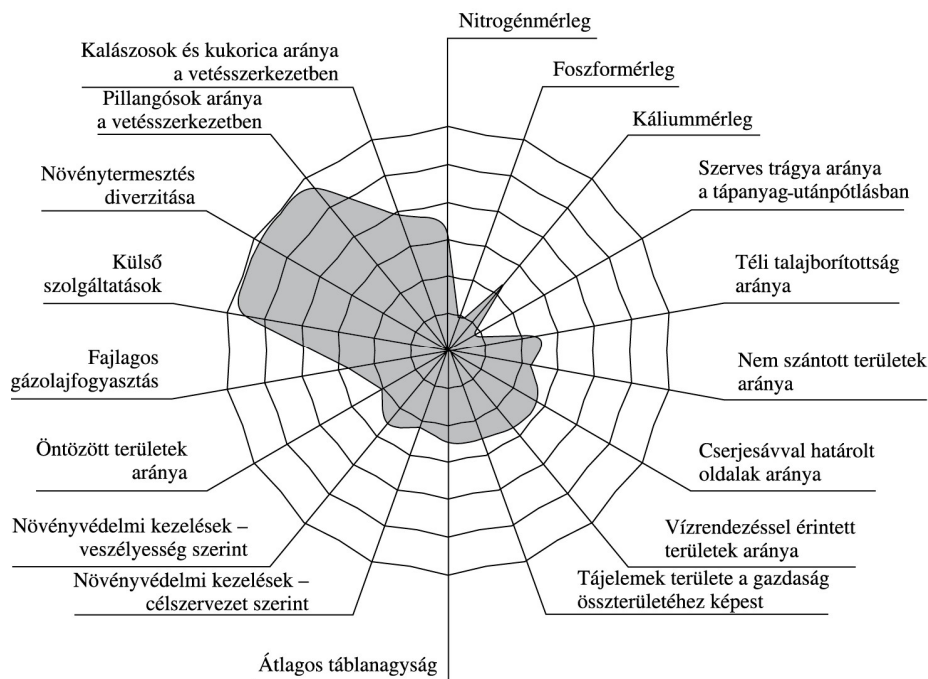 Nitrogénmérleg
Foszformérleg
Káliummérleg
Szerves trágya aránya
a tápanyag-utánpótlásban
Téli talajborítottság
aránya
Nem szántott területek
aránya
Cserjesávval határolt
oldalak aránya
Vízrendezéssel érintett
területek aránya
Tájelemek területe a gazdaság
összterületéhez képest
Átlagos táblanagyság
Növényvédelmi kezelések –
célszervezet szerint
Növényvédelmi kezelések –
veszélyesség szerint
Öntözött területek
aránya
Fajlagos
gázolajfogyasztás
Külső
szolgáltatások
Növénytermesztés
diverzitása
Pillangósok aránya
a vetésszerkezetben
Kalászosok és kukorica aránya
a vetésszerkezetben